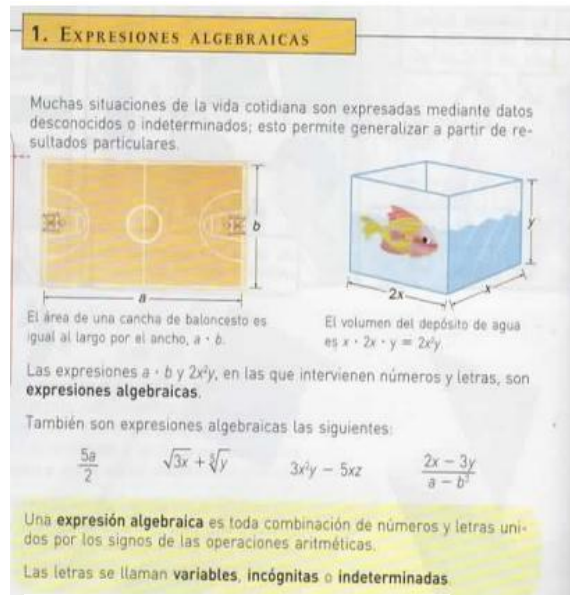 1. EXPRESIONES ALGEBRAICAS
Muchas situaciones de la vida cotidiana son expresadas mediante datos
desconocidos o indeterminados; esto permite generalizar a partir de re-
sultados particulares.
b
a
y
2x
x
El área de una cancha de baloncesto es
igual al largo por el ancho, a · b.
El volumen del depósito de agua
es x · 2x · y = 2x²y.
Las expresiones a · b y 2x²y, en las que intervienen números y letras, son
expresiones algebraicas.
También son expresiones algebraicas las siguientes:
5a/2 √3x + ∛y 3x²y − 5xz (2x − 3y)/(a − b³)
Una expresión algebraica es toda combinación de números y letras uni-
dos por los signos de las operaciones aritméticas.
Las letras se llaman variables, incógnitas o indeterminadas.